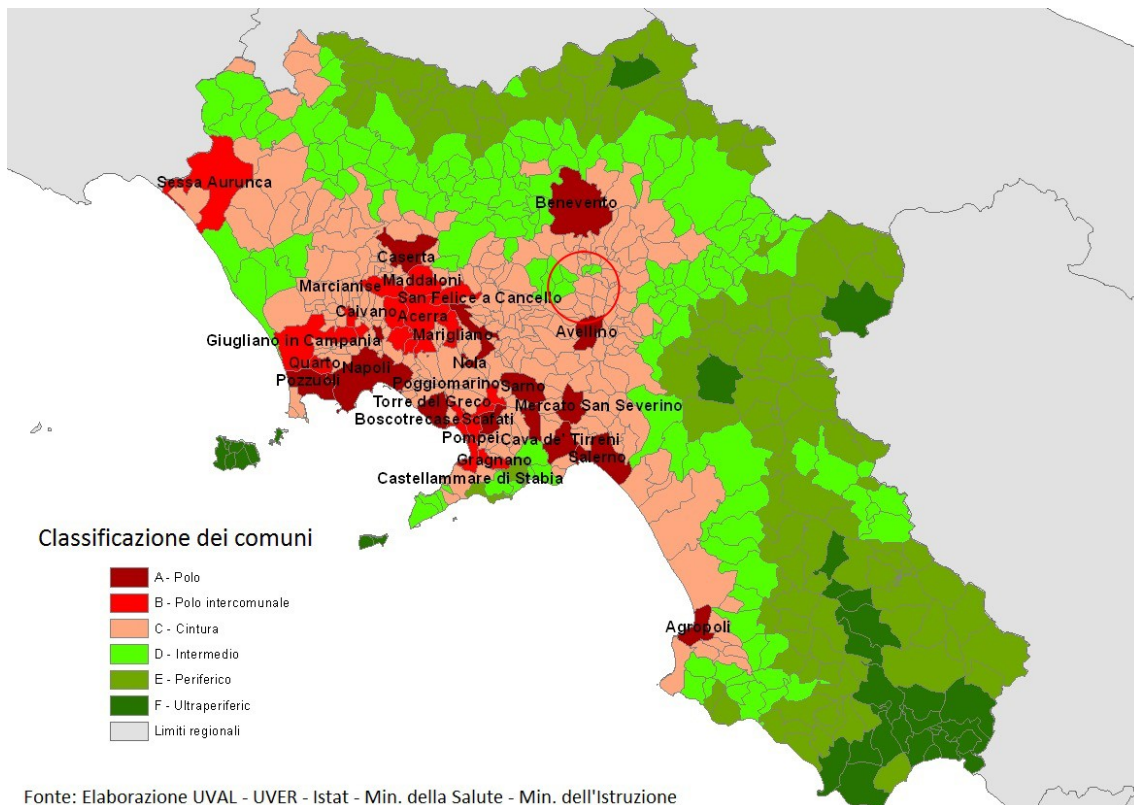 Sessa Aurunca
Benevento
Caserta
Marcianise
Maddaloni
San Felice a Cancello
Caivano
Acerra
Avellino
Giugliano in Campania
Marigliano
Quarto
Napoli
Nola
Pozzuoli
Poggiomarino
Sarno
Torre del Greco
Mercato San Severino
Boscotrecase
Scafati
Pompei
Cava de' Tirrehi
Salerno
Gragnano
Castellammare di Stabia
Agropoli
Classificazione dei comuni
A - Polo
B - Polo intercomunale
C - Cintura
D - Intermedio
E - Periferico
F - Ultraperiferic
Limiti regionali
Fonte: Elaborazione UVAL - UVER - Istat - Min. della Salute - Min. dell'Istruzione